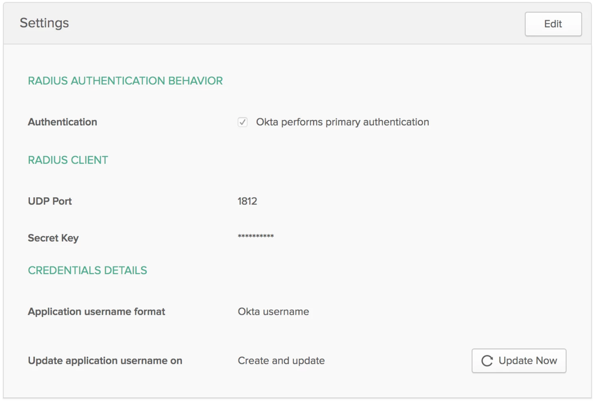 Settings
Edit
RADIUS AUTHENTICATION BEHAVIOR
Authentication
Okta performs primary authentication
RADIUS CLIENT
UDP Port
1812
Secret Key
**********
CREDENTIALS DETAILS
Application username format
Okta username
Update application username on
Create and update
Update Now